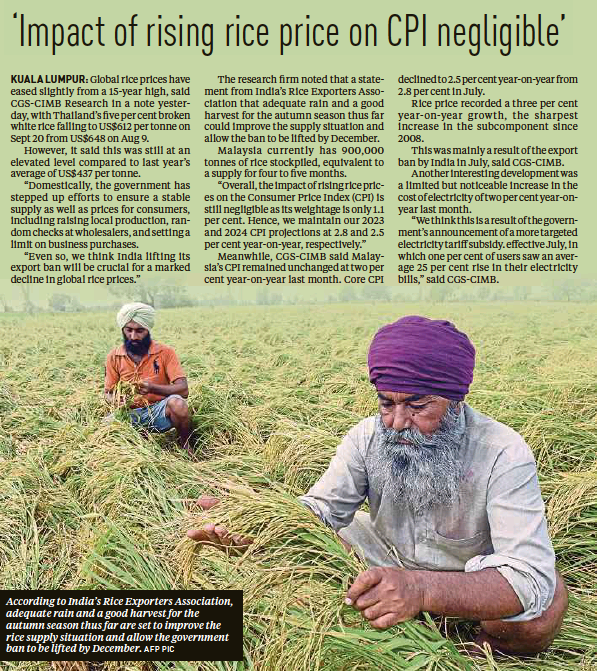 'Impact of rising rice price on CPI negligible'
KUALA LUMPUR: Global rice prices have
eased slightly from a 15-year high, said
CGS-CIMB Research in a note yester-
day, with Thailand's five per cent broken
white rice falling to US$612 per tonne on
Sept 20 from US$648 on Aug 9.
However, it said this was still at an
elevated level compared to last year's
average of US$437 per tonne.
"Domestically, the government has
stepped up efforts to ensure a stable
supply as well as prices for consumers,
including raising local production, ran-
dom checks at wholesalers, and setting a
limit on business purchases.
"Even so, we think India lifting its
export ban will be crucial for a marked
decline in global rice prices."
The research firm noted that a state-
ment from India's Rice Exporters Asso-
ciation that adequate rain and a good
harvest for the autumn season thus far
could improve the supply situation and
allow the ban to be lifted by December.
Malaysia currently has 900,000
tonnes of rice stockpiled, equivalent to
a supply for four to five months.
"Overall, the impact of rising rice pric-
es on the Consumer Price Index (CPI) is
still negligible as its weightage is only 1.1
per cent. Hence, we maintain our 2023
and 2024 CPI projections at 2.8 and 2.5
per cent year-on-year, respectively."
Meanwhile, CGS-CIMB said Malay-
sia's CPI remained unchanged at two per
cent year-on-year last month. Core CPI
declined to 2.5 per cent year-on-year from
2.8 per cent in July.
Rice price recorded a three per cent
year-on-year growth, the sharpest
increase in the subcomponent since
2008.
This was mainly a result of the export
ban by India in July, said CGS-CIMB.
Another interesting development was
a limited but noticeable increase in the
cost of electricity of two per cent year-on-
year last month.
"We think this is a result of the govern-
ment's announcement of a more targeted
electricity tariff subsidy. effective July, in
which one per cent of users saw an aver-
age 25 per cent rise in their electricity
bills," said CGS-CIMB.
According to India's Rice Exporters Association,
adequate rain and a good harvest for the
autumn season thus far are set to improve the
rice supply situation and allow the government
ban to be lifted by December. AFP PIC